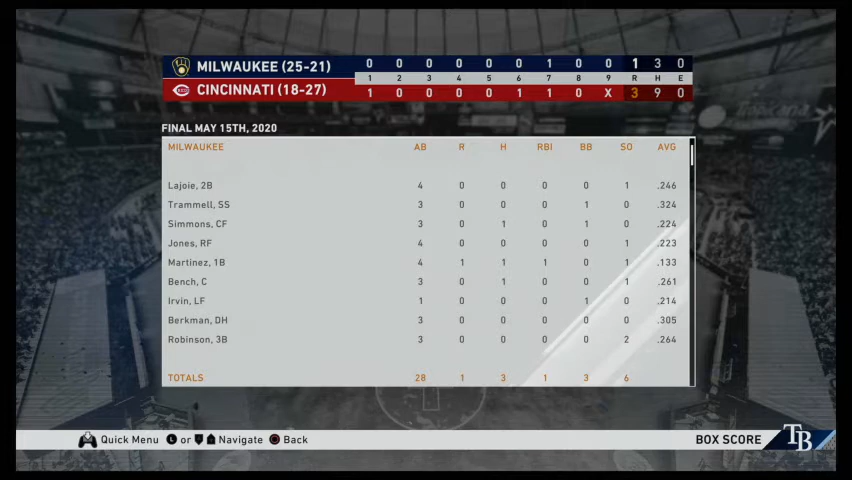 MILWAUKEE (25-21) 0 0 0 0 0 0 1 0 0 1 3 0
1 2 3 4 5 6 7 8 9 R H E
CINCINNATI (18-27) 1 0 0 0 0 1 1 0 X 3 9 0
FINAL MAY 15TH, 2020
MILWAUKEE AB R H RBI BB SO AVG
Lajoie, 2B 4 0 0 0 0 1 .246
Trammell, SS 3 0 0 0 1 0 .324
Simmons, CF 3 0 1 0 1 0 .224
Jones, RF 4 0 0 0 0 1 .223
Martinez, 1B 4 1 1 1 0 1 .133
Bench, C 3 0 1 0 0 1 .261
Irvin, LF 1 0 0 0 1 0 .214
Berkman, DH 3 0 0 0 0 0 .305
Robinson, 3B 3 0 0 0 0 2 .264
TOTALS 28 1 3 1 3 6
Quick Menu L or Navigate Back
BOX SCORE TB